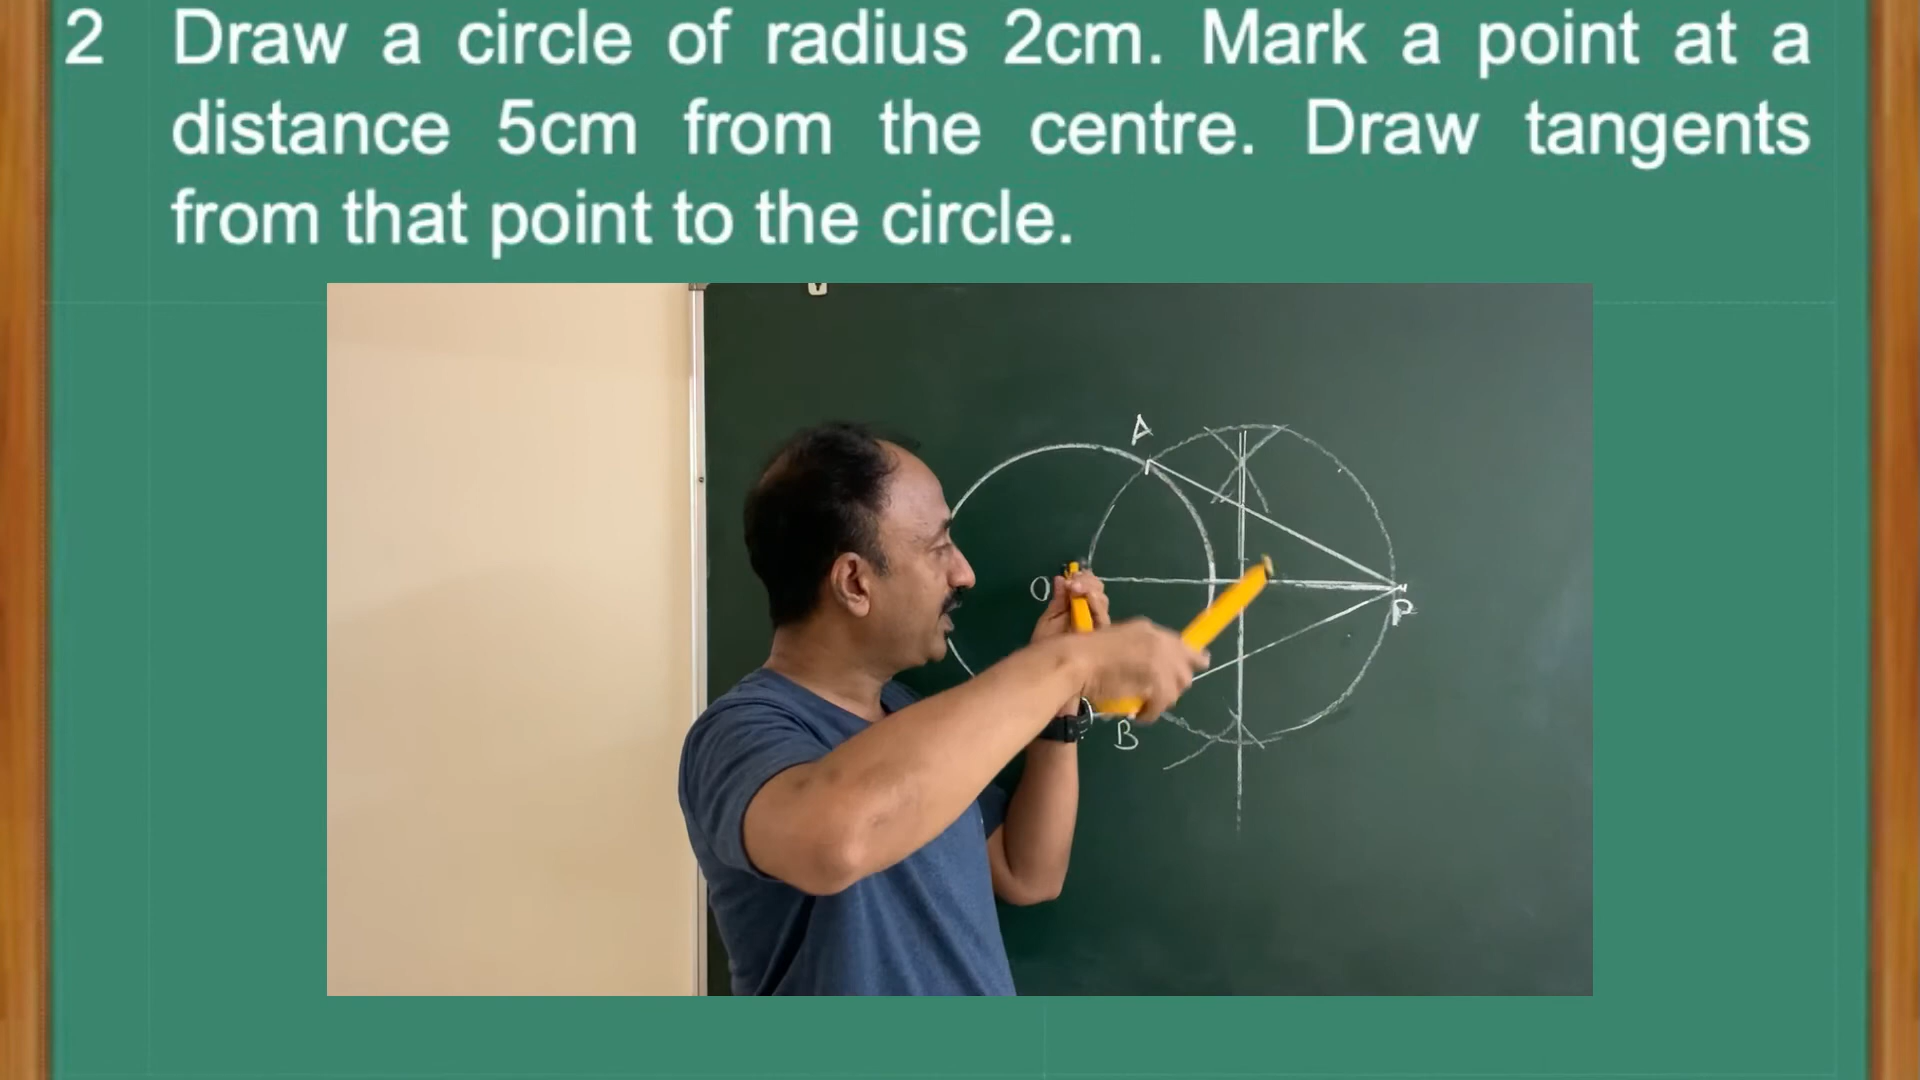 2 Draw a circle of radius 2cm. Mark a point at a
distance 5cm from the centre. Draw tangents
from that point to the circle.
A
O
P
B